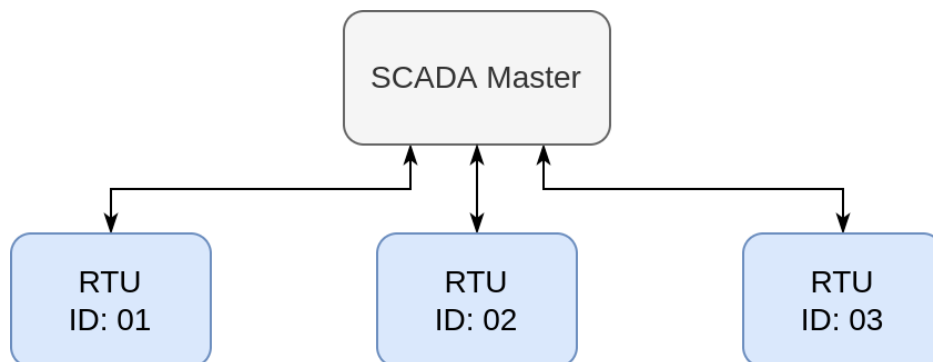 SCADA Master
RTU
ID: 01
RTU
ID: 02
RTU
ID: 03